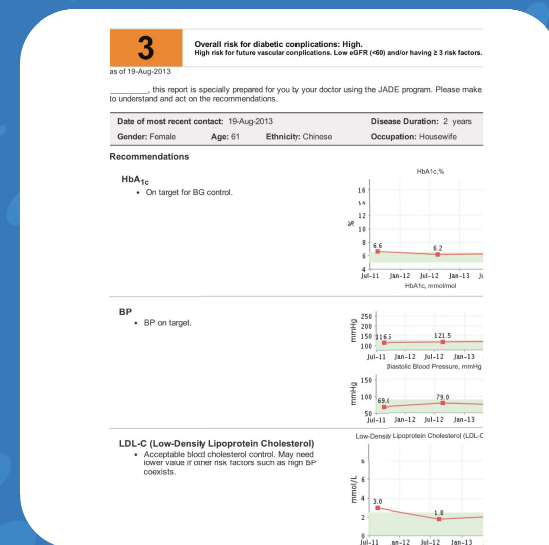 3
Overall risk for diabetic complications: High.
High risk for future vascular complications. Low eGFR (<60) and/or having ≥ 3 risk factors.
as of 19-Aug-2013
________, this report is specially prepared for you by your doctor using the JADE program. Please make
to understand and act on the recommendations.
Date of most recent contact: 19-Aug-2013 Disease Duration: 2 years
Gender: Female Age: 61 Ethnicity: Chinese Occupation: Housewife
Recommendations
HbA1c
• On target for BG control.
HbA1c,%
%
16
14
12
10
8
6
4
6.6
6.2
Jul-11 Jan-12 Jul-12 Jan-13
HbA1c, mmol/mol
BP
• BP on target.
mmHg
250
200
150
100
116.5
121.5
Jul-11 Jan-12 Jul-12 Jan-13
Diastolic Blood Pressure, mmHg
mmHg
150
100
50
79.0
Jul-11 Jan-12 Jul-12 Jan-13
LDL-C (Low-Density Lipoprotein Cholesterol)
• Acceptable blood cholesterol control. May need
lower value if other risk factors such as high BP
coexists.
Low-Density Lipoprotein Cholesterol (LDL-C
mmol/L
8
6
4
2
0
3.0
1.8
Jul-11 Jan-12 Jul-12 Jan-13